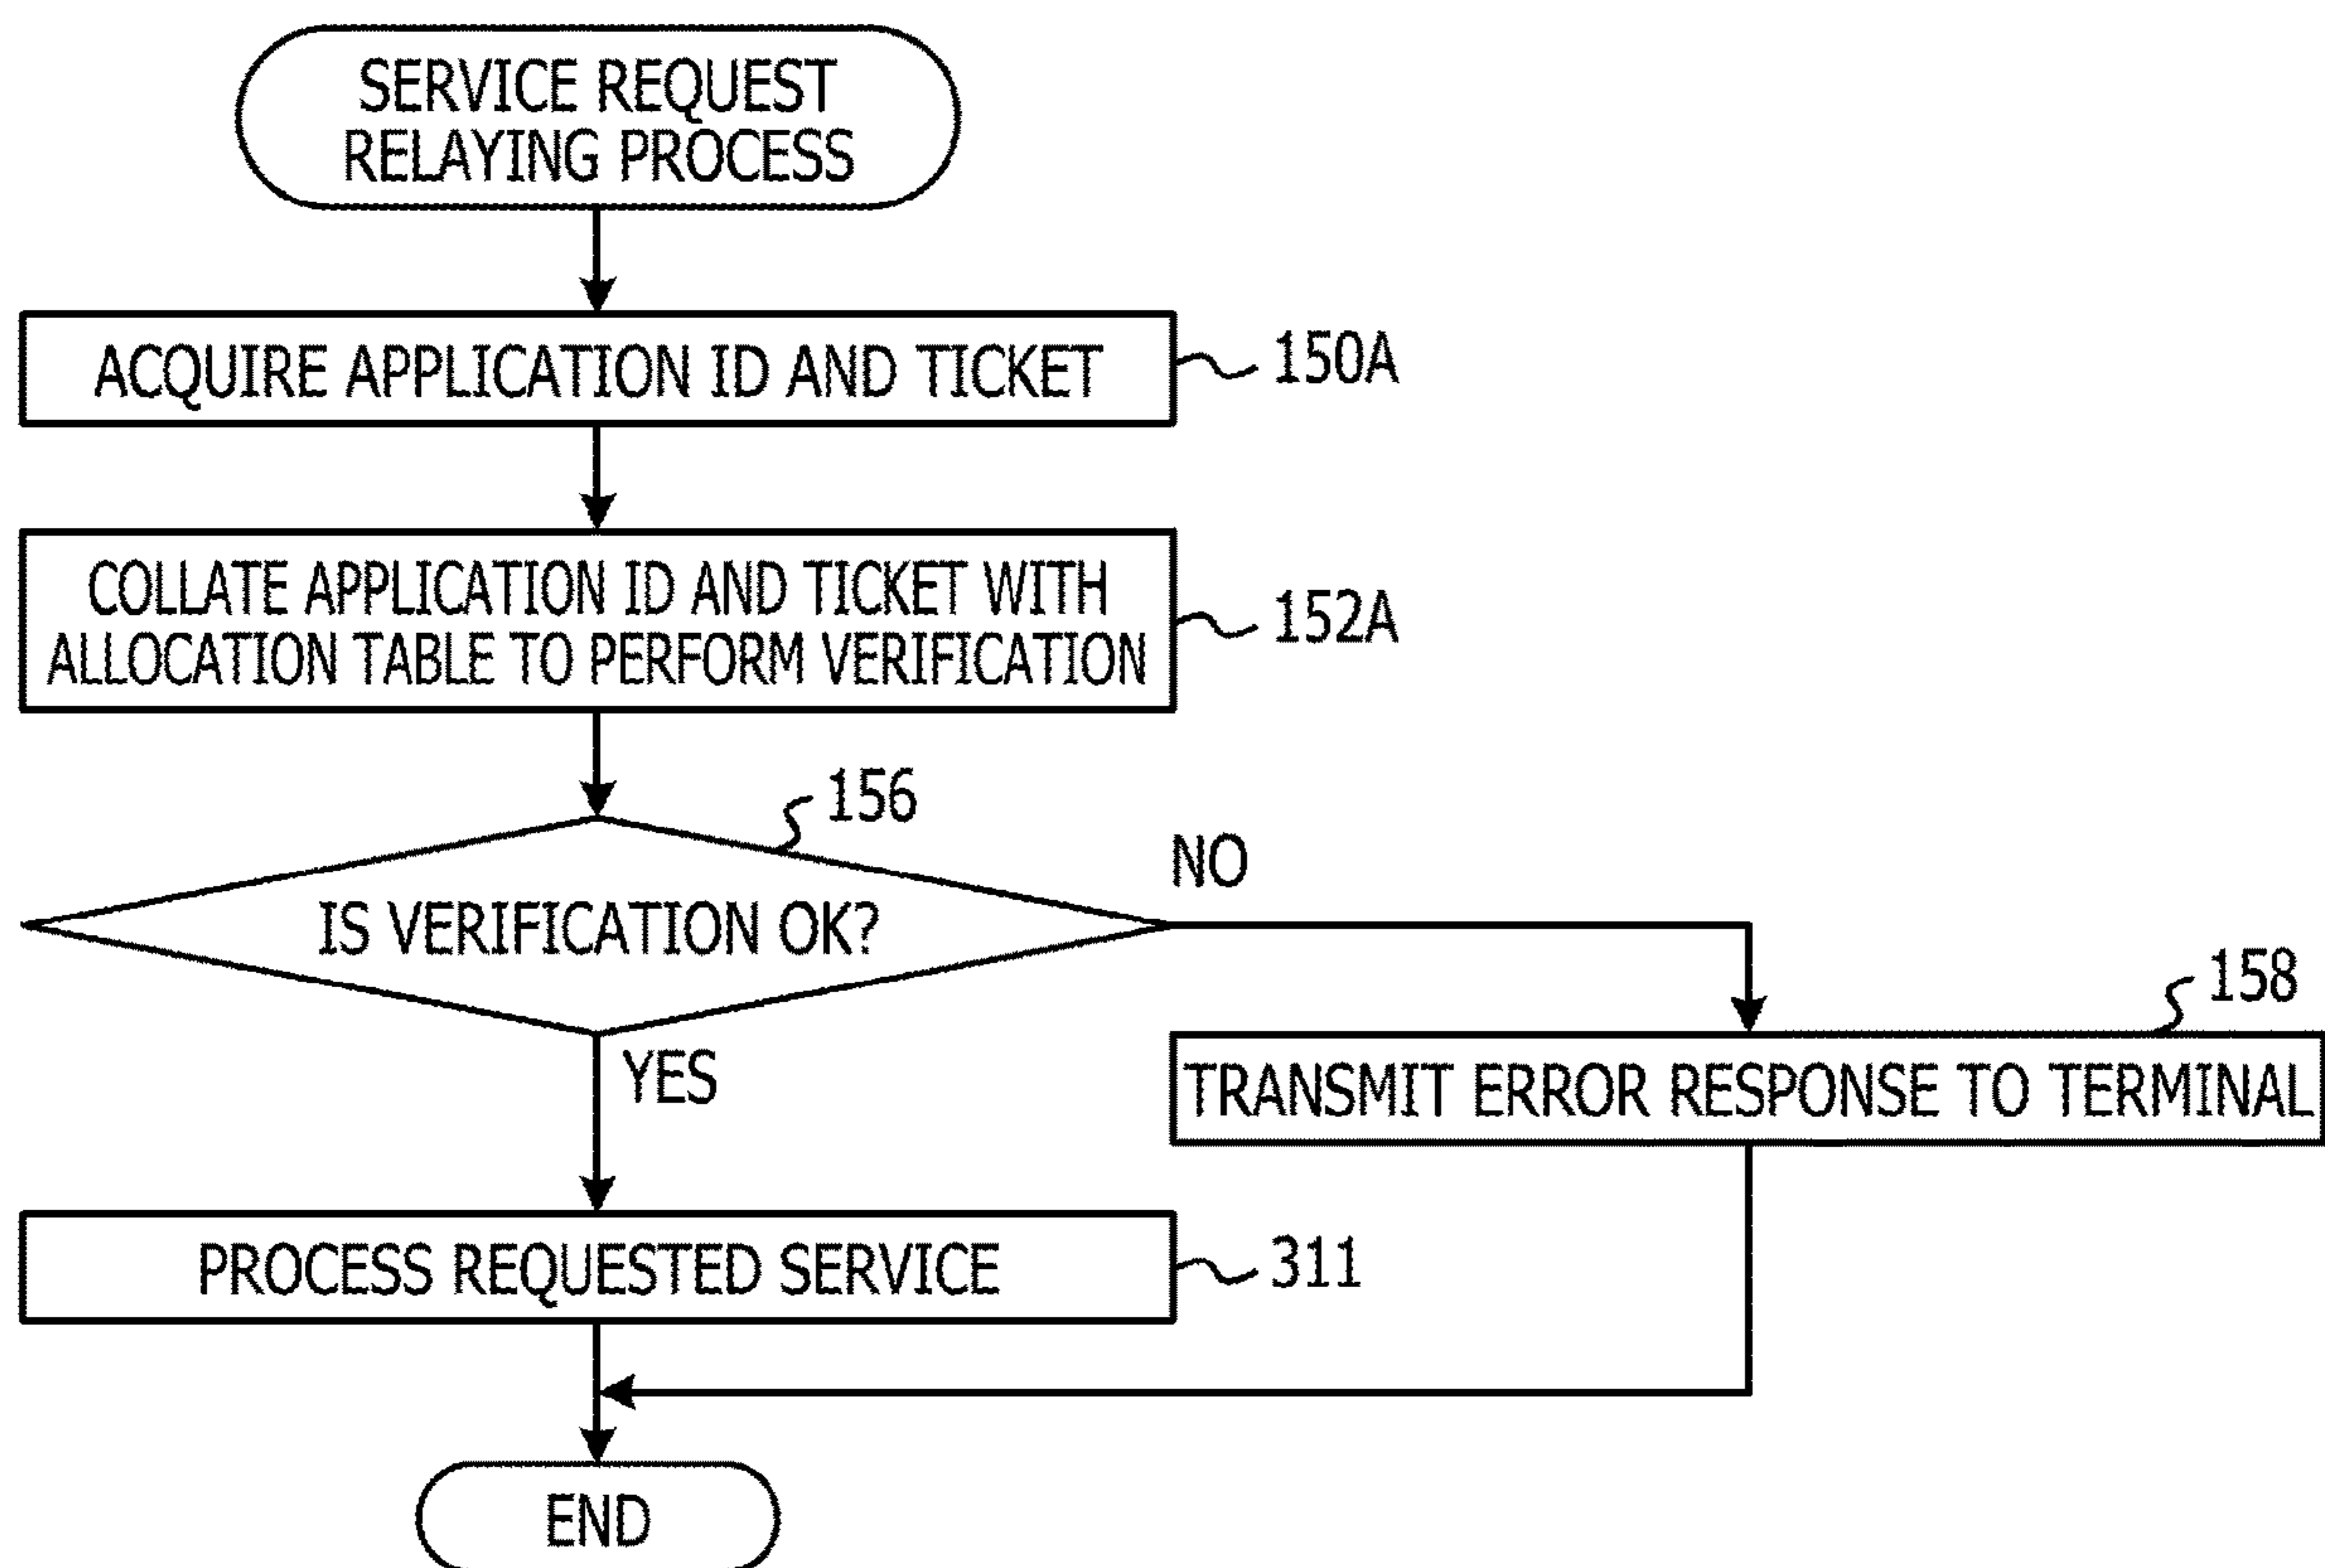 SERVICE REQUEST
RELAYING PROCESS
ACQUIRE APPLICATION ID AND TICKET
150A
COLLATE APPLICATION ID AND TICKET WITH
ALLOCATION TABLE TO PERFORM VERIFICATION
152A
156
IS VERIFICATION OK?
NO
YES
158
TRANSMIT ERROR RESPONSE TO TERMINAL
PROCESS REQUESTED SERVICE
311
END